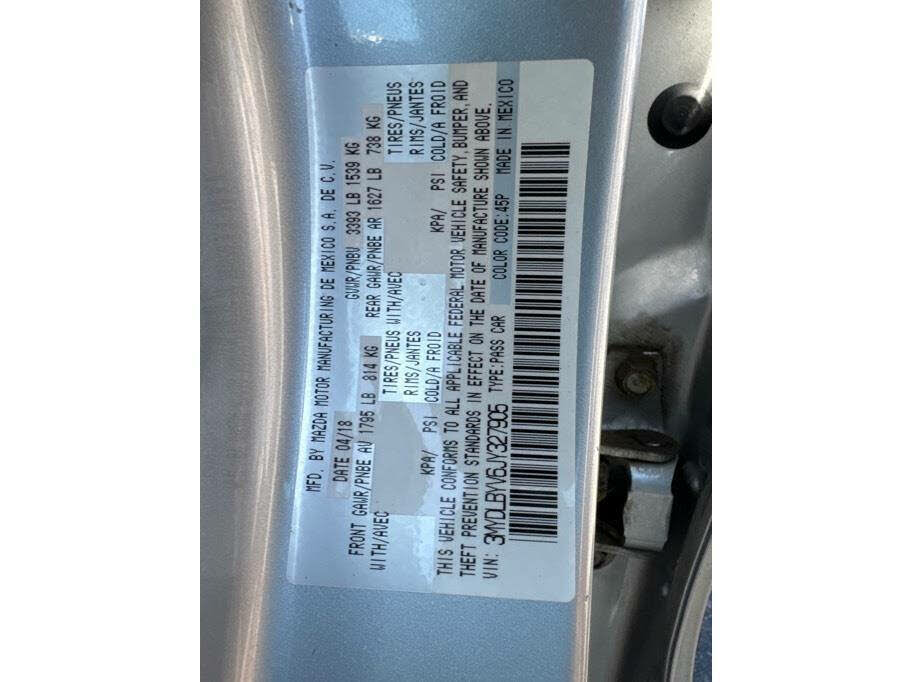 MFD. BY MAZDA MOTOR MANUFACTURING DE MEXICO S.A. DE C.V.
DATE 04/18 GVWR/PNBV 3393 LB 1539 KG
FRONT GAWR/PNBE AV 1795 LB 814 KG REAR GAWR/PNBE AR 1627 LB 738 KG
WITH/AVEC TIRES/PNEUS WITH/AVEC TIRES/PNEUS
RIMS/JANTES RIMS/JANTES
KPA/ PSI COLD/A FROID KPA/ PSI COLD/A FROID
THIS VEHICLE CONFORMS TO ALL APPLICABLE FEDERAL MOTOR VEHICLE SAFETY, BUMPER, AND
THEFT PREVENTION STANDARDS IN EFFECT ON THE DATE OF MANUFACTURE SHOWN ABOVE.
VIN: 3MYDLBYV6JY327905 TYPE:PASS CAR COLOR CODE:45P MADE IN MEXICO